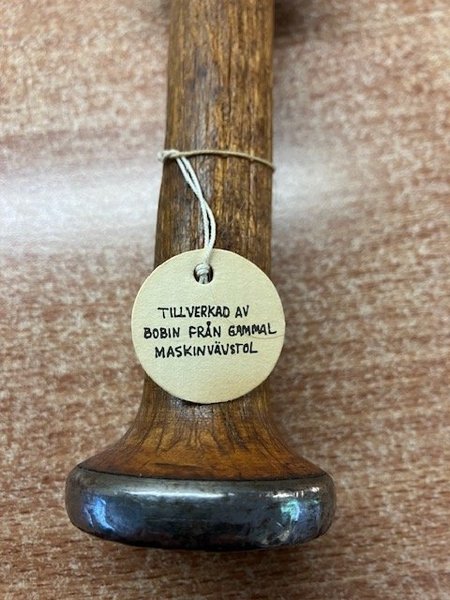 TILLVERKAD AV
BOBIN FRÅN GAMMAL
MASKINVÄVSTOL